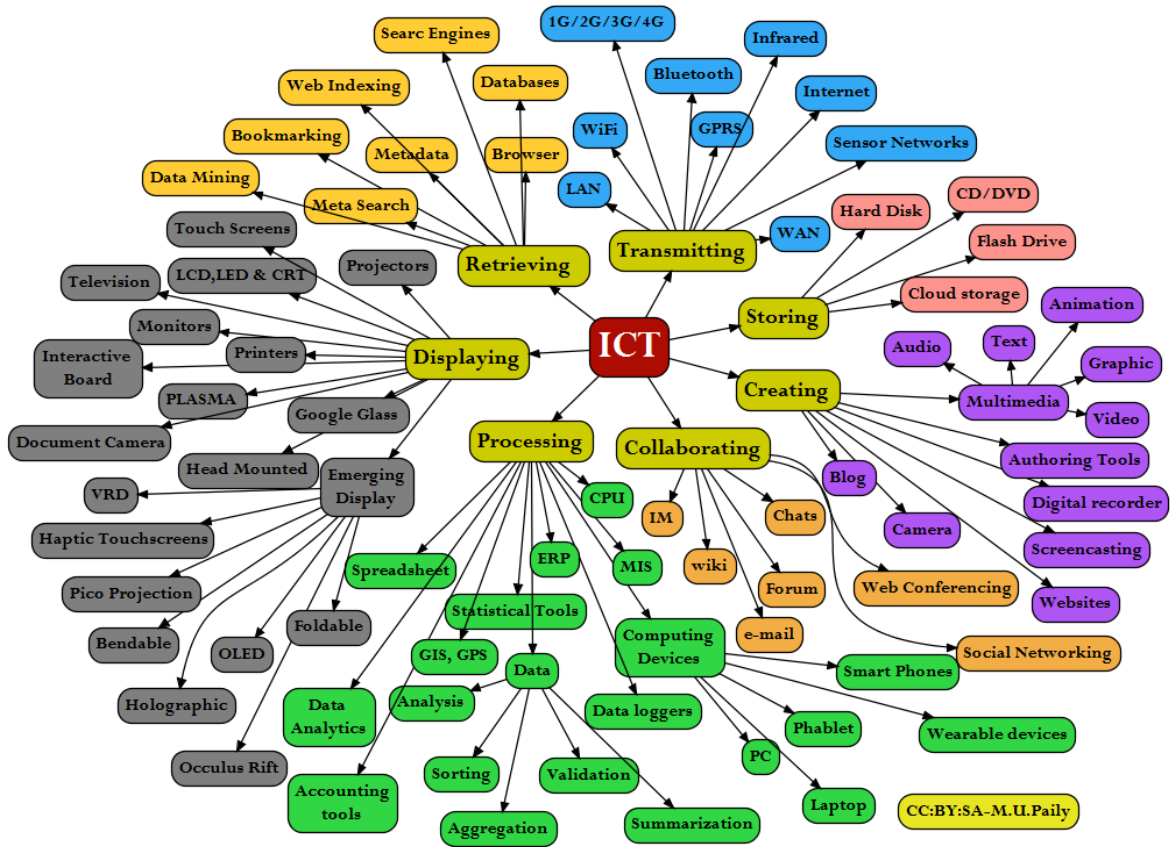 1G/2G/3G/4G
Searc Engines
Infrared
Bluetooth
Databases
Web Indexing
Internet
WiFi
GPRS
Bookmarking
Sensor Networks
Metadata
Browser
Data Mining
LAN
CD/DVD
Meta Search
Hard Disk
Touch Screens
WAN
Flash Drive
Transmitting
Retrieving
Projectors
LCD,LED & CRT
Television
Cloud storage
Animation
Storing
Monitors
ICT
Text
Audio
Printers
Displaying
Interactive
Board
Graphic
Creating
PLASMA
Multimedia
Google Glass
Video
Document Camera
Processing
Collaborating
Authoring Tools
Head Mounted
Emerging
Display
Blog
VRD
CPU
Digital recorder
IM
Chats
Camera
Haptic Touchscreens
Screencasting
ERP
wiki
Spreadsheet
MIS
Forum
Web Conferencing
Pico Projection
Websites
Statistical Tools
Foldable
Bendable
e-mail
Computing
Devices
OLED
GIS, GPS
Social Networking
Data
Smart Phones
Holographic
Analysis
Data
Analytics
Data loggers
Phablet
Wearable devices
PC
Occulus Rift
Sorting
Validation
Accounting
tools
Laptop
CC:BY:SA-M.U.Paily
Aggregation
Summarization